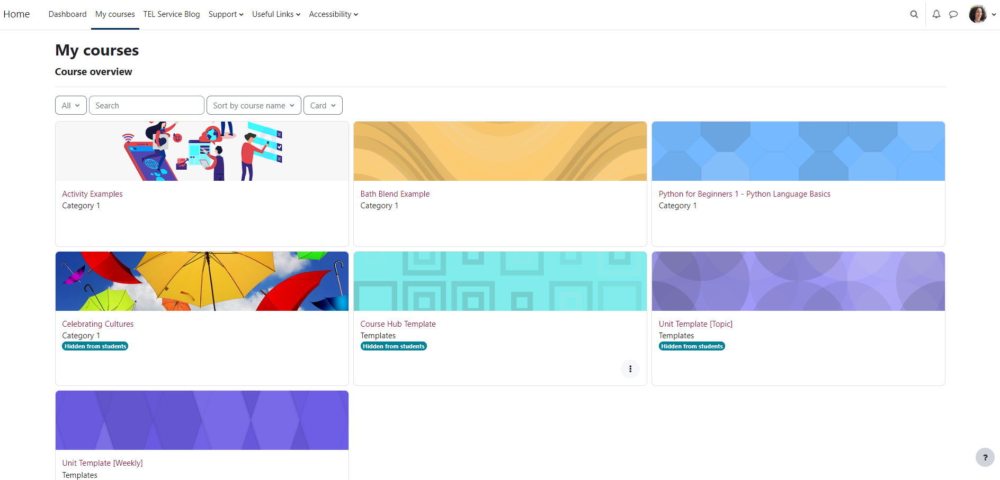 Home Dashboard My courses TEL Service Blog Support Useful Links Accessibility
My courses
Course overview
All Search Sort by course name Card
Activity Examples
Category 1
Bath Blend Example
Category 1
Python for Beginners 1 - Python Language Basics
Category 1
Celebrating Cultures
Category 1
Hidden from students
Course Hub Template
Templates
Hidden from students
Unit Template [Topic]
Templates
Hidden from students
Unit Template [Weekly]
Templates
?